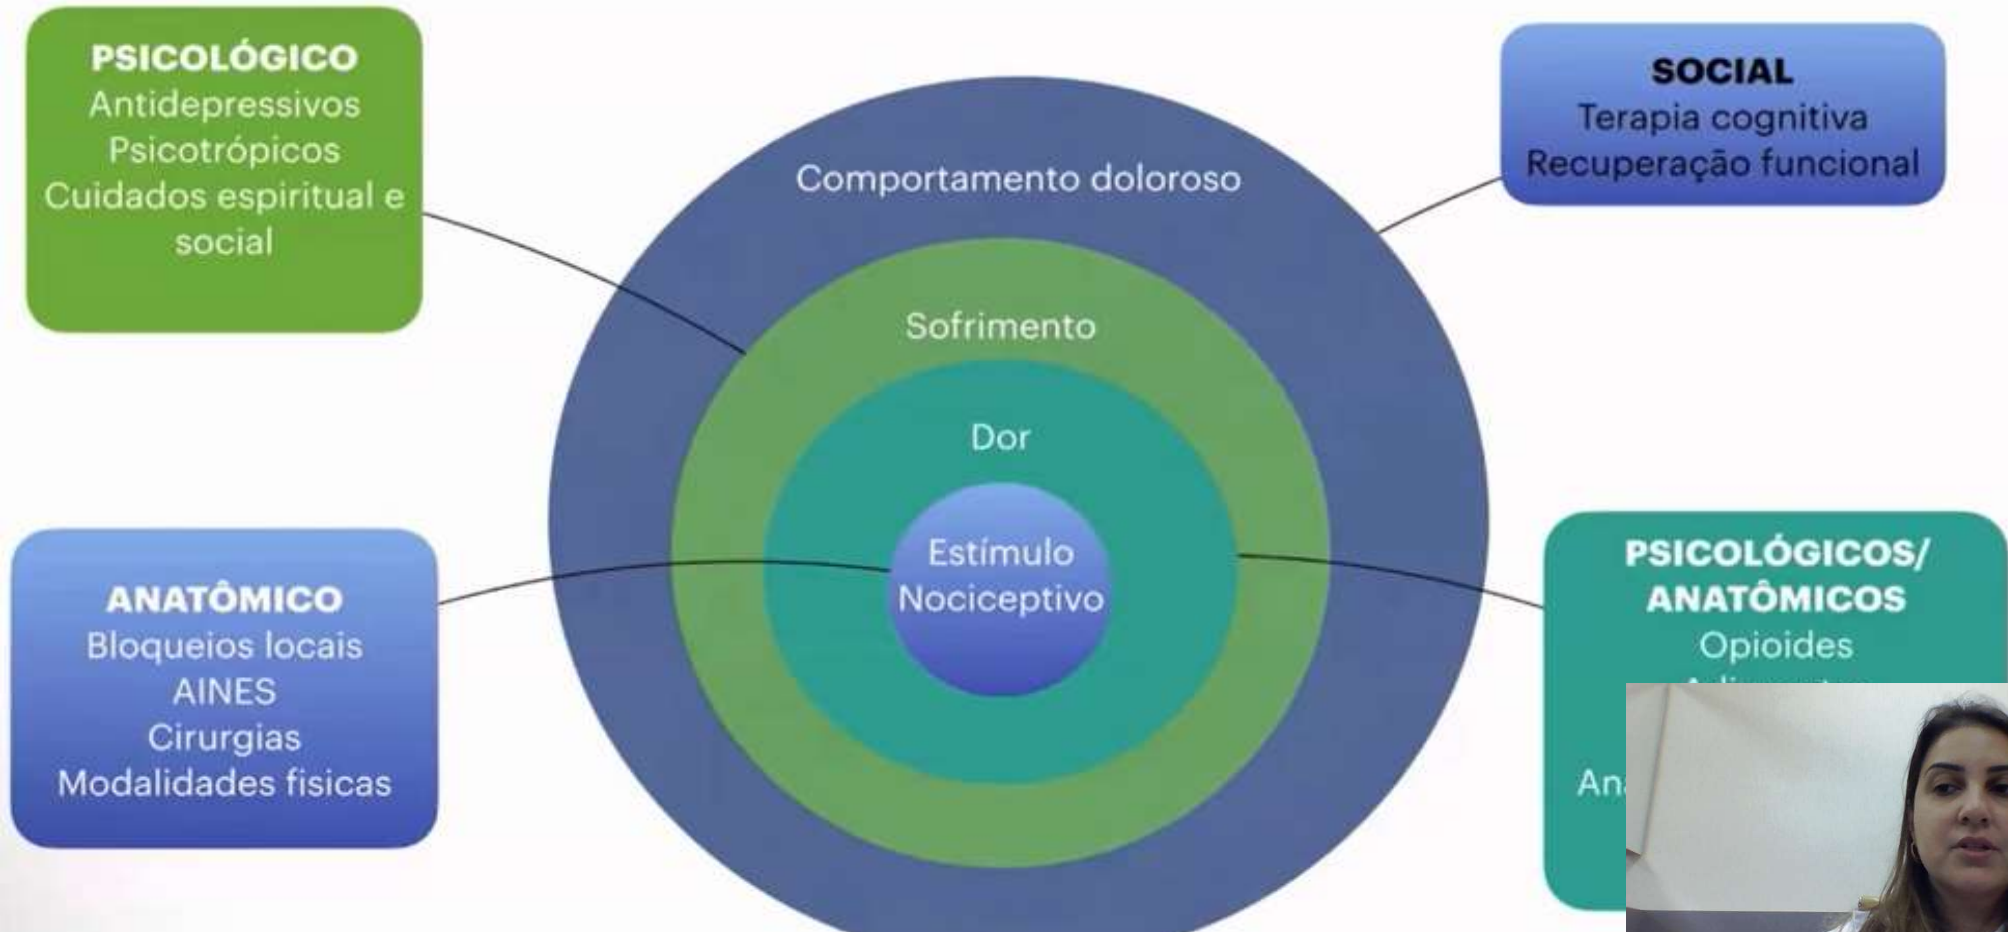 PSICOLÓGICO
Antidepressivos
Psicotrópicos
Cuidados espiritual e
social
SOCIAL
Terapia cognitiva
Recuperação funcional
Comportamento doloroso
Sofrimento
Dor
Estímulo
Nociceptivo
ANATÔMICO
Bloqueios locais
AINES
Cirurgias
Modalidades fisicas
PSICOLÓGICOS/
ANATÔMICOS
Opioides